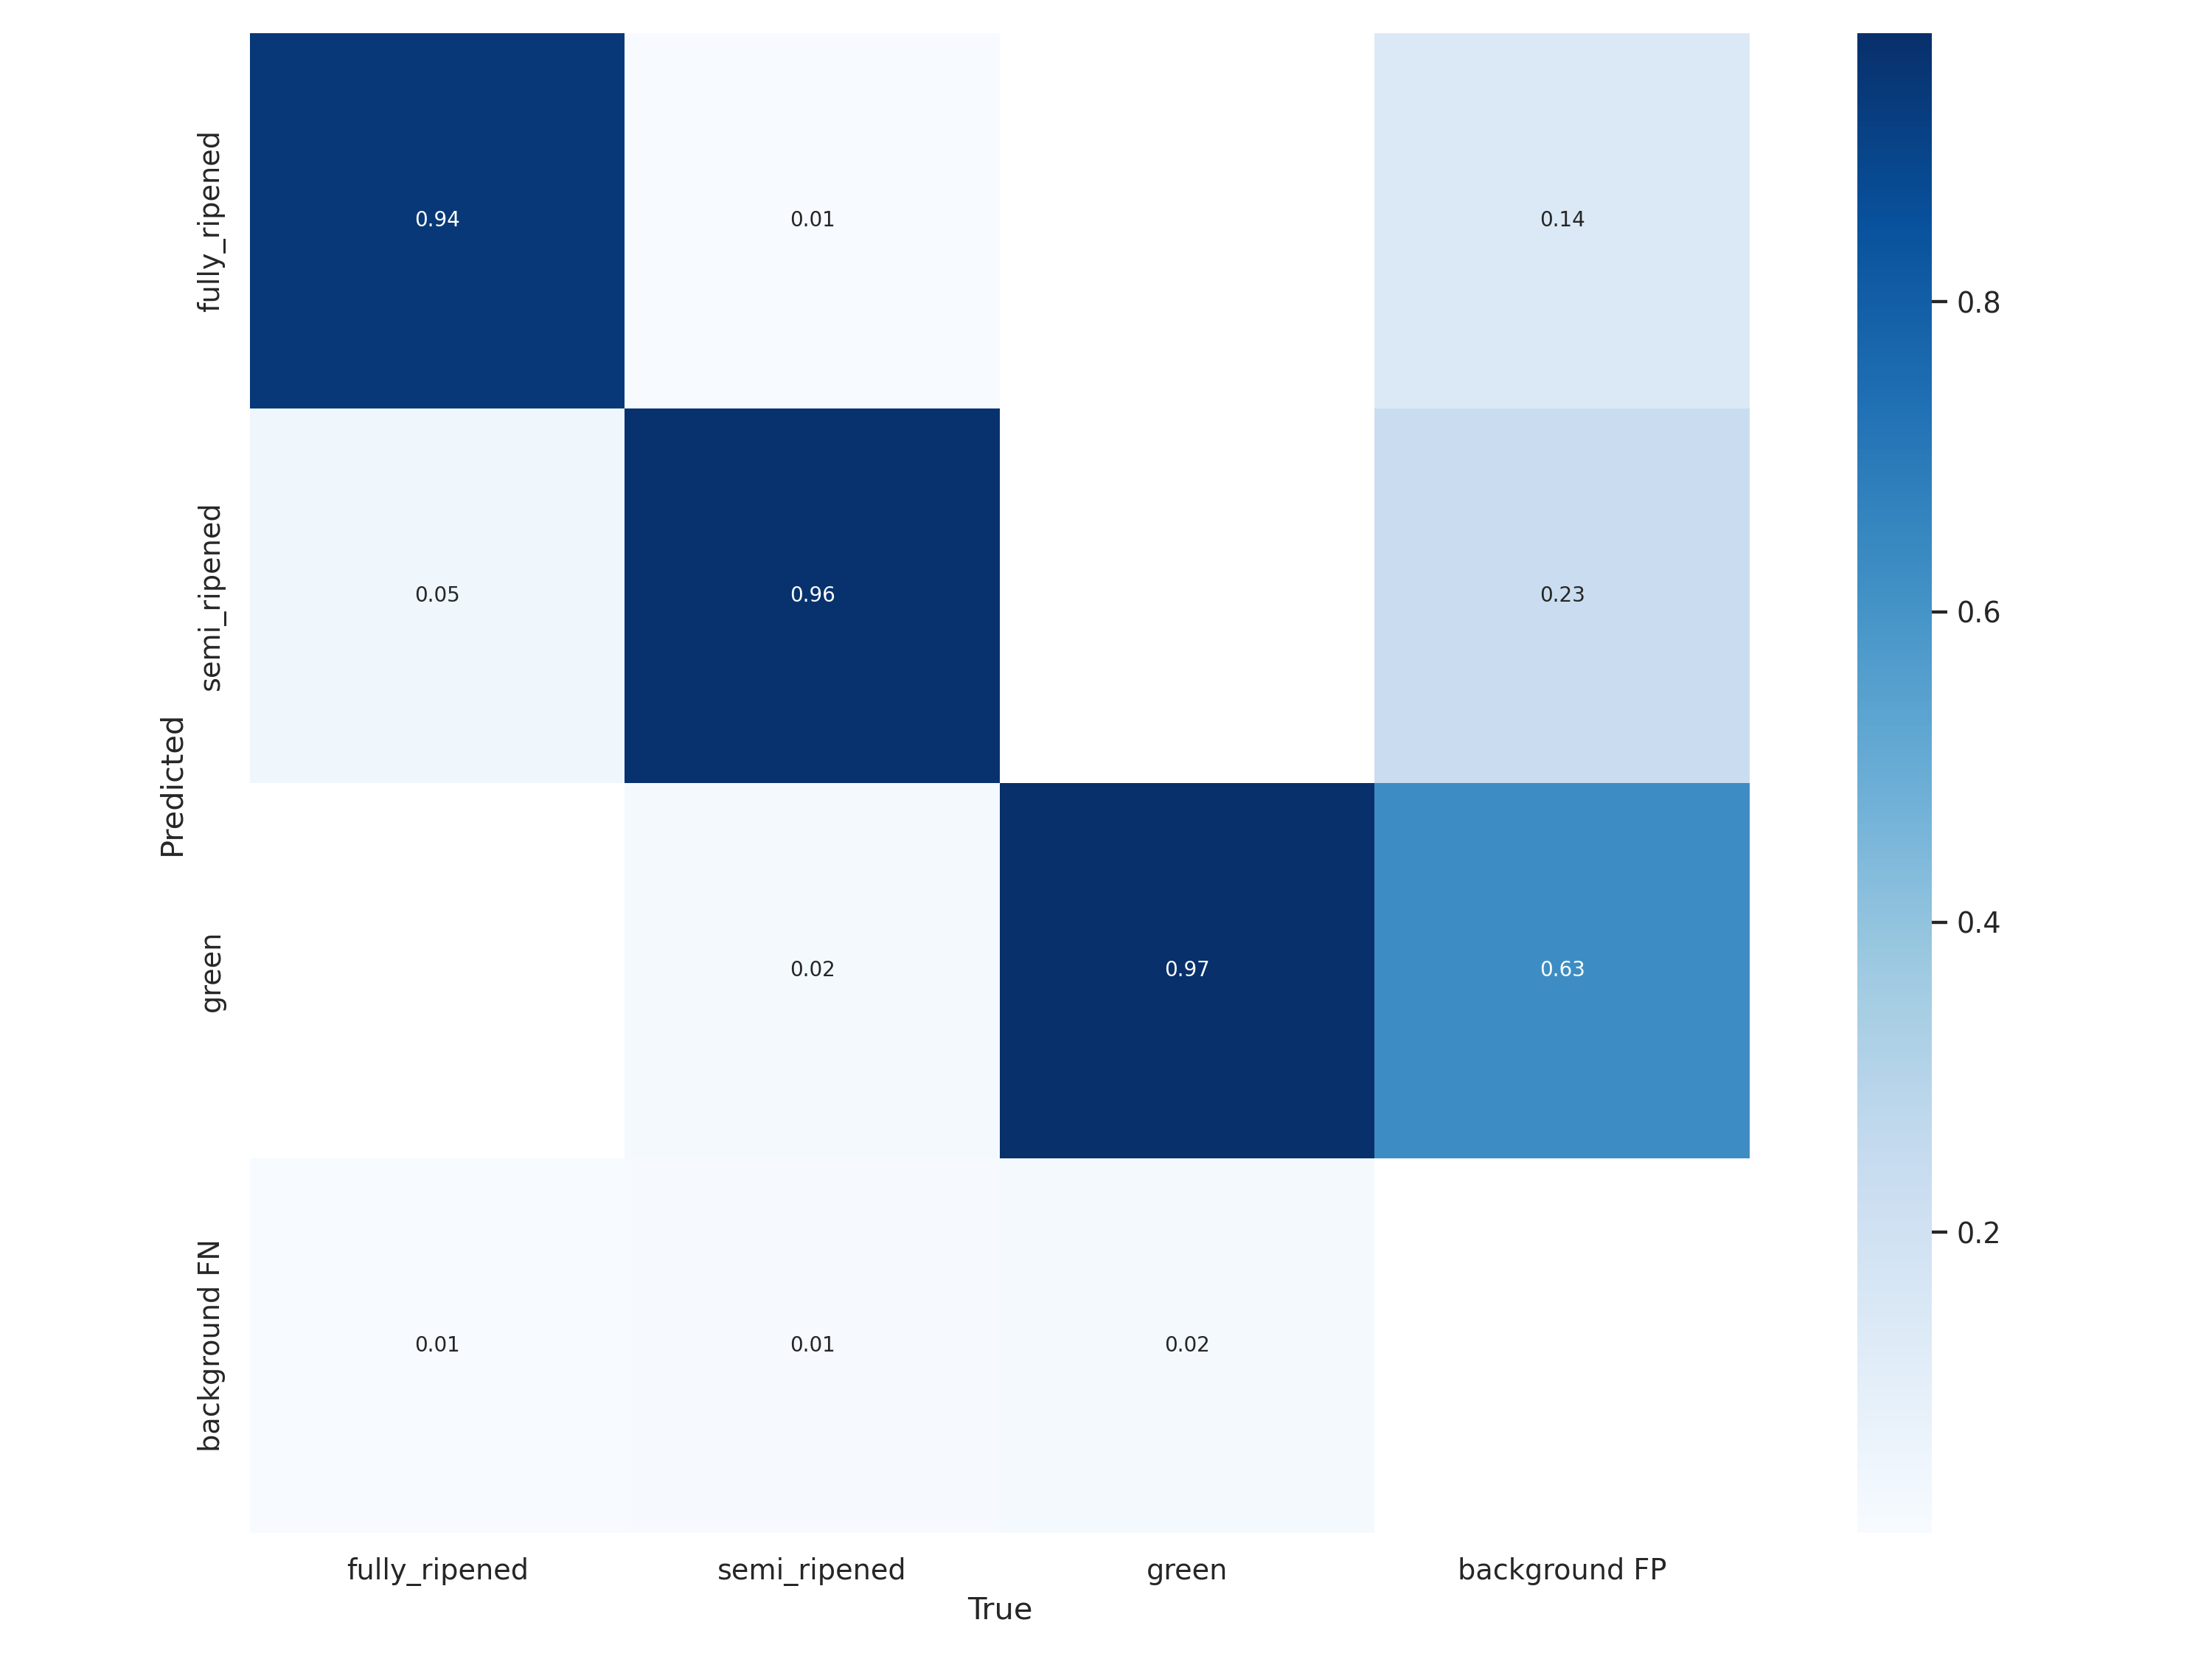 fully_ripened
0.94
0.01
0.14
0.8
semi_ripened
0.05
0.96
0.23
0.6
Predicted
green
0.02
0.97
0.63
0.4
background FN
0.01
0.01
0.02
0.2
fully_ripened
semi_ripened
green
background FP
True